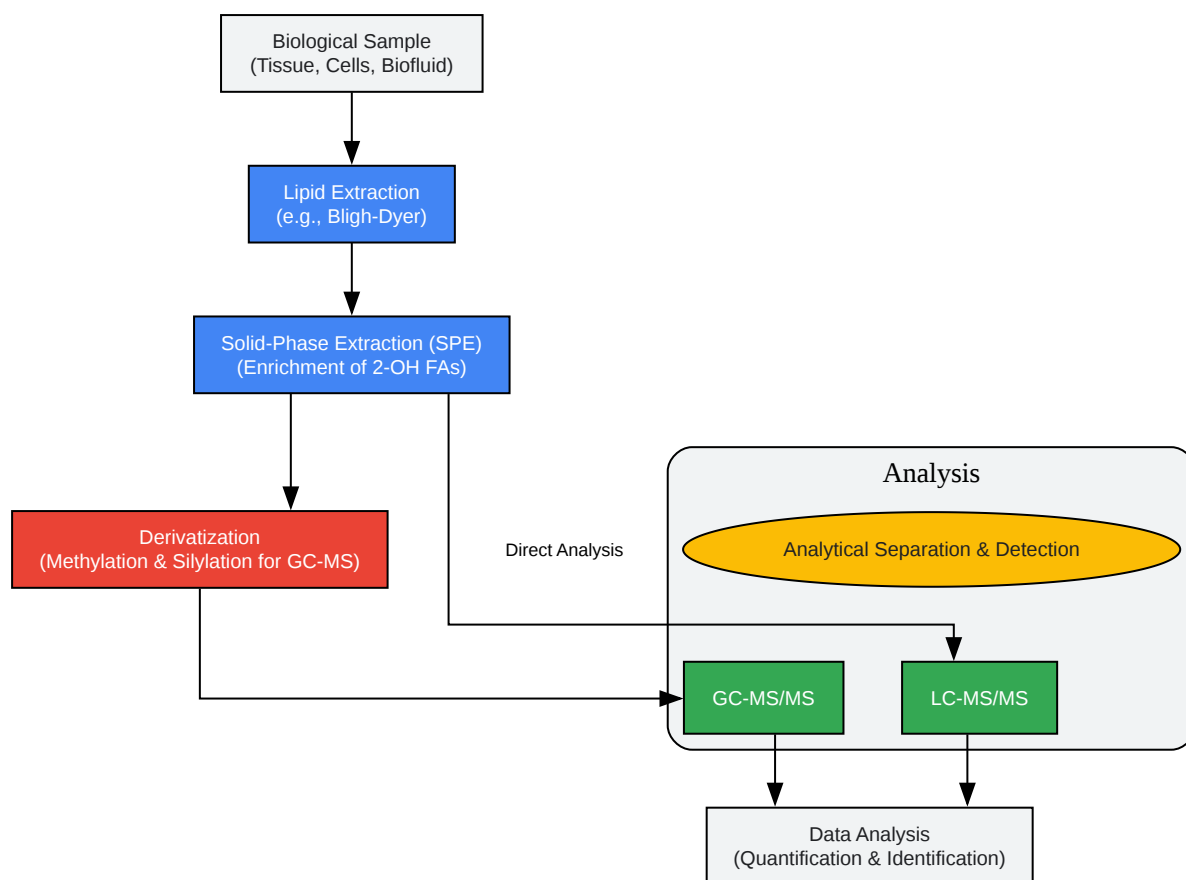 Biological Sample
(Tissue, Cells, Biofluid)
Lipid Extraction
(e.g., Bligh-Dyer)
Solid-Phase Extraction (SPE)
(Enrichment of 2-OH FAs)
Derivatization
(Methylation & Silylation for GC-MS)
Direct Analysis
Analysis
Analytical Separation & Detection
GC-MS/MS
LC-MS/MS
Data Analysis
(Quantification & Identification)